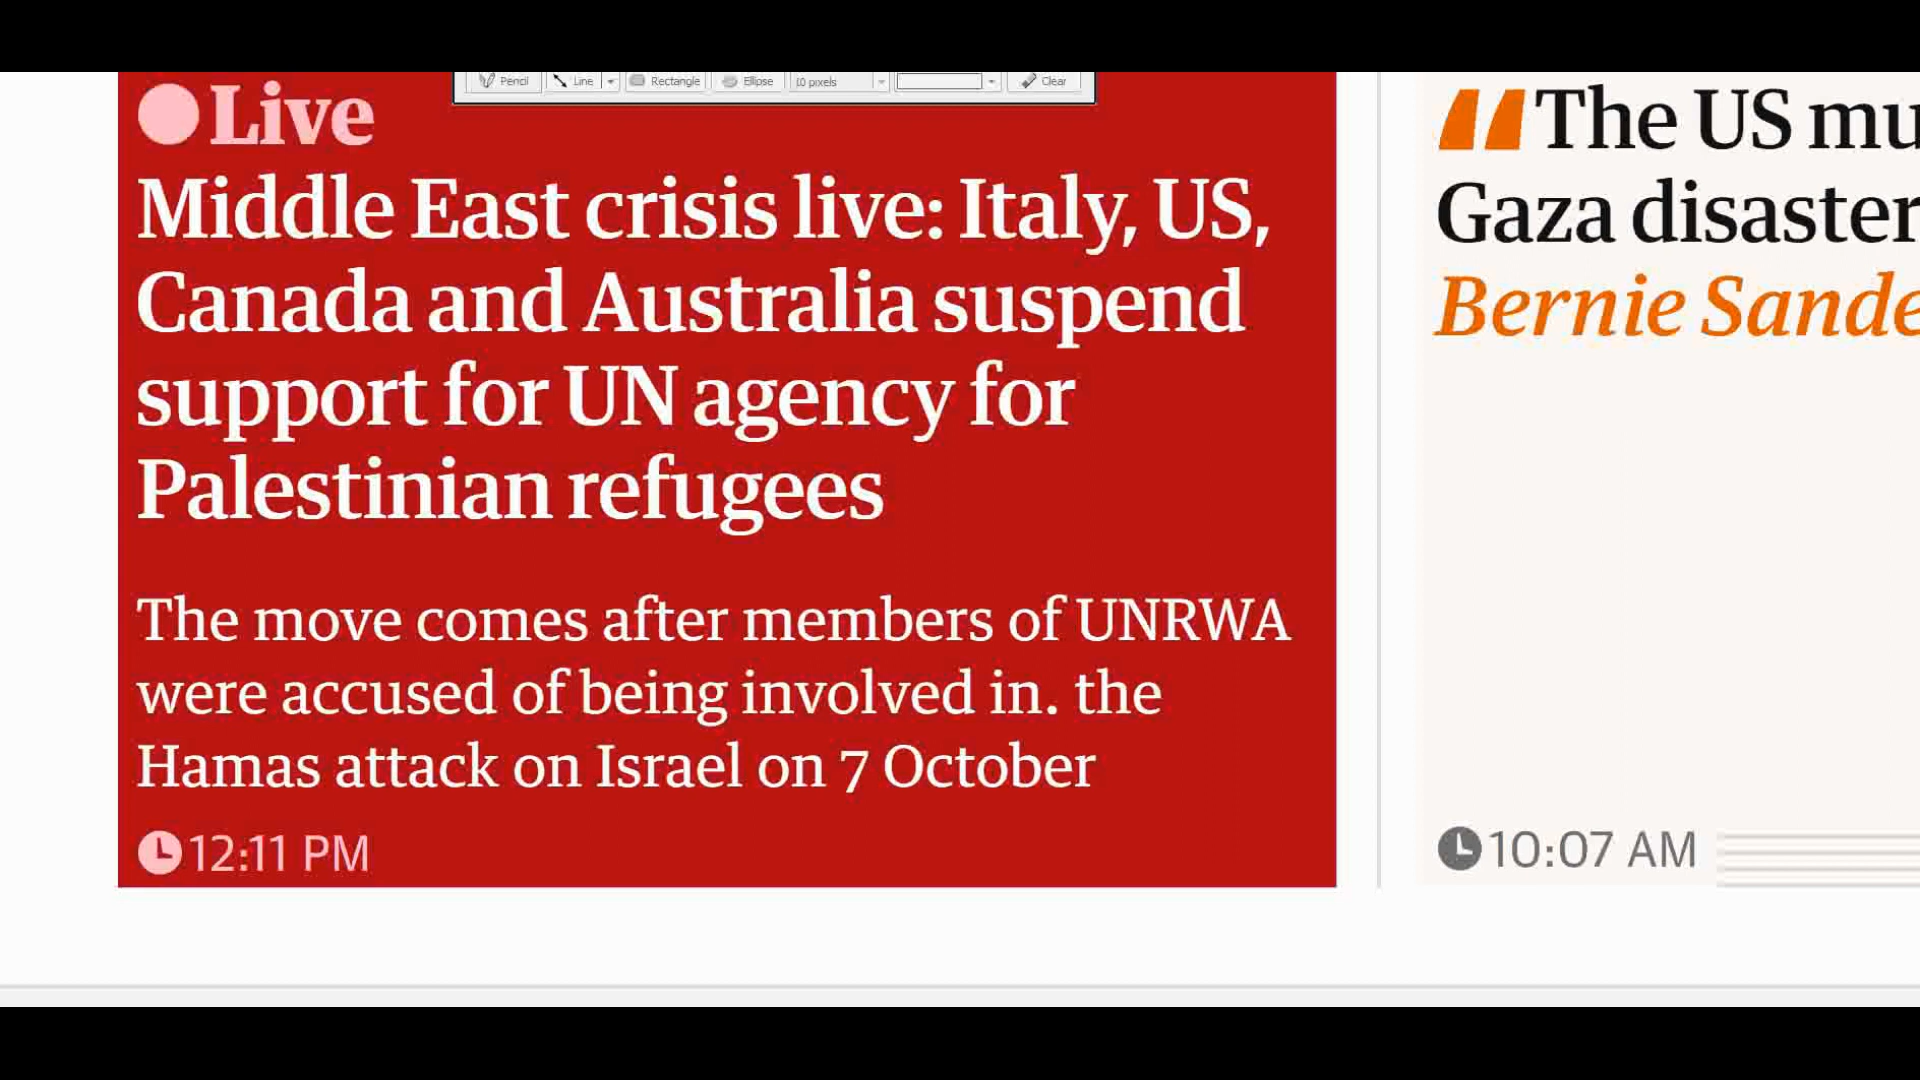 Pencil Line Rectangle Ellipse 10 pixels Clear
Live
Middle East crisis live: Italy, US,
Canada and Australia suspend
support for UN agency for
Palestinian refugees
The move comes after members of UNRWA
were accused of being involved in. the
Hamas attack on Israel on 7 October
12:11 PM
“The US mu
Gaza disaster
Bernie Sande
10:07 AM